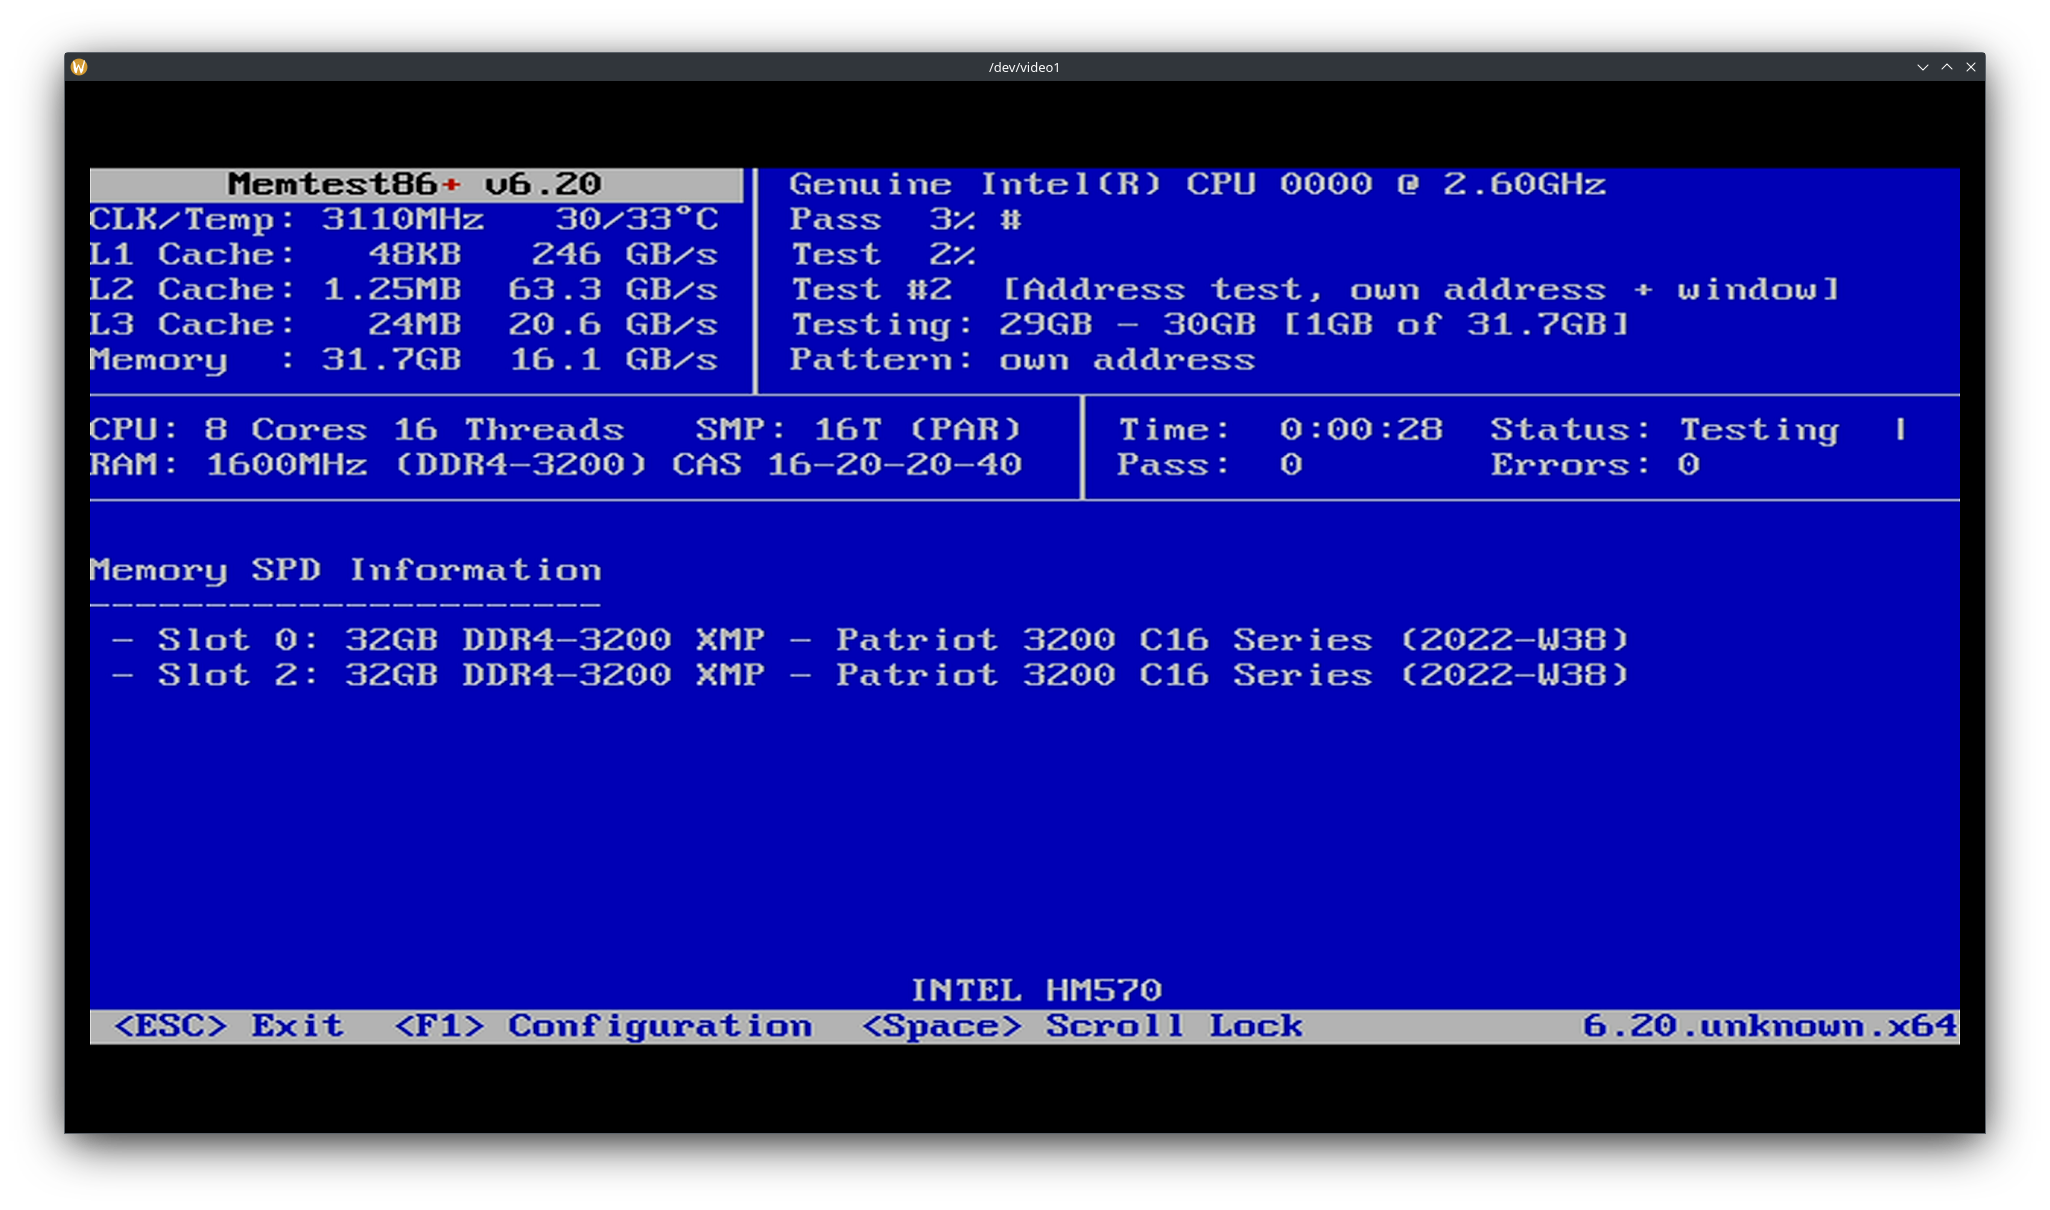 /dev/video1
Memtest86+ v6.20
CLK/Temp: 3110MHz 30/33°C
L1 Cache: 48KB 246 GB/s
L2 Cache: 1.25MB 63.3 GB/s
L3 Cache: 24MB 20.6 GB/s
Memory : 31.7GB 16.1 GB/s
Genuine Intel(R) CPU 0000 @ 2.60GHz
Pass 3% #
Test 2%
Test #2 [Address test, own address + window]
Testing: 29GB - 30GB [1GB of 31.7GB]
Pattern: own address
CPU: 8 Cores 16 Threads SMP: 16T (PAR)
RAM: 1600MHz (DDR4-3200) CAS 16-20-20-40
Time: 0:00:28 Status: Testing |
Pass: 0 Errors: 0
Memory SPD Information
----------------------
- Slot 0: 32GB DDR4-3200 XMP - Patriot 3200 C16 Series (2022-W38)
- Slot 2: 32GB DDR4-3200 XMP - Patriot 3200 C16 Series (2022-W38)
INTEL HM570
<ESC> Exit <F1> Configuration <Space> Scroll Lock 6.20.unknown.x64